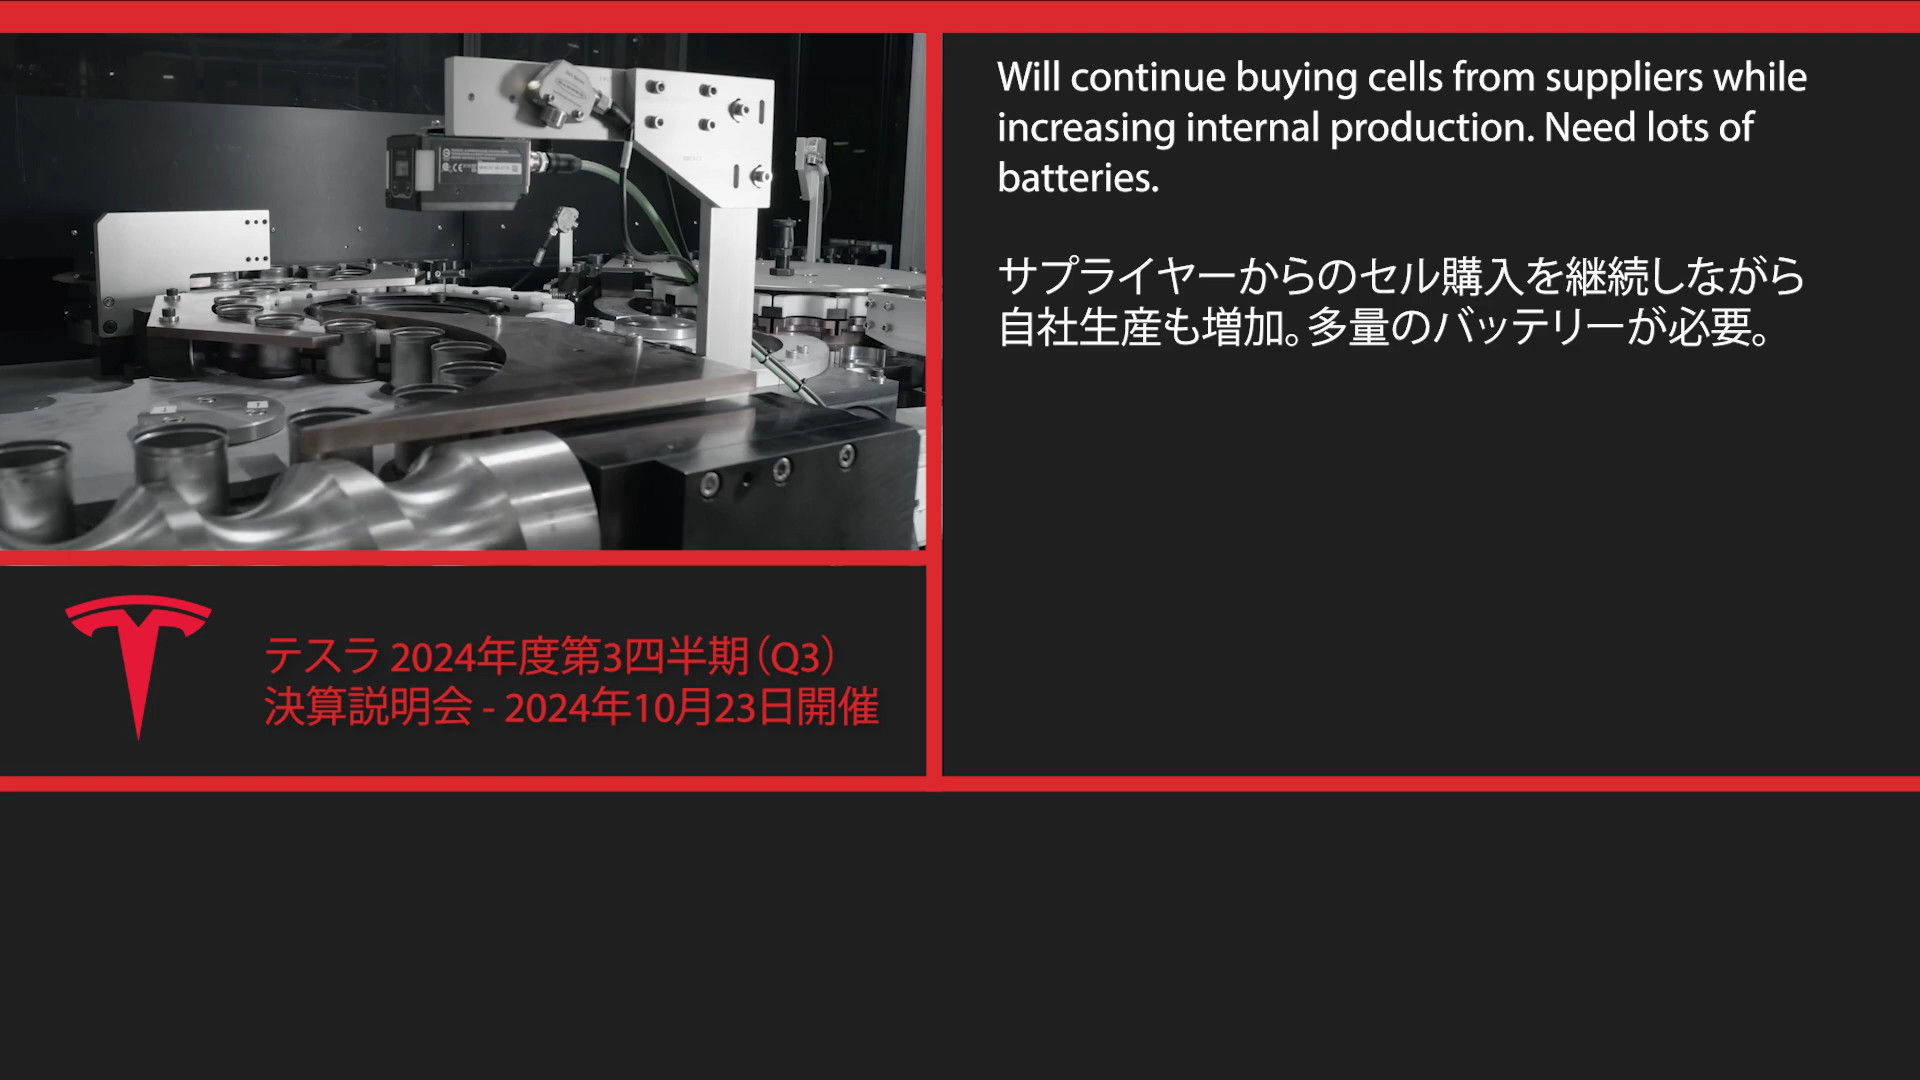 Will continue buying cells from suppliers while
increasing internal production. Need lots of
batteries.
サプライヤーからのセル購入を継続しながら
自社生産も増加。多量のバッテリーが必要。
テスラ 2024年度第3四半期（Q3）
決算説明会 - 2024年10月23日開催